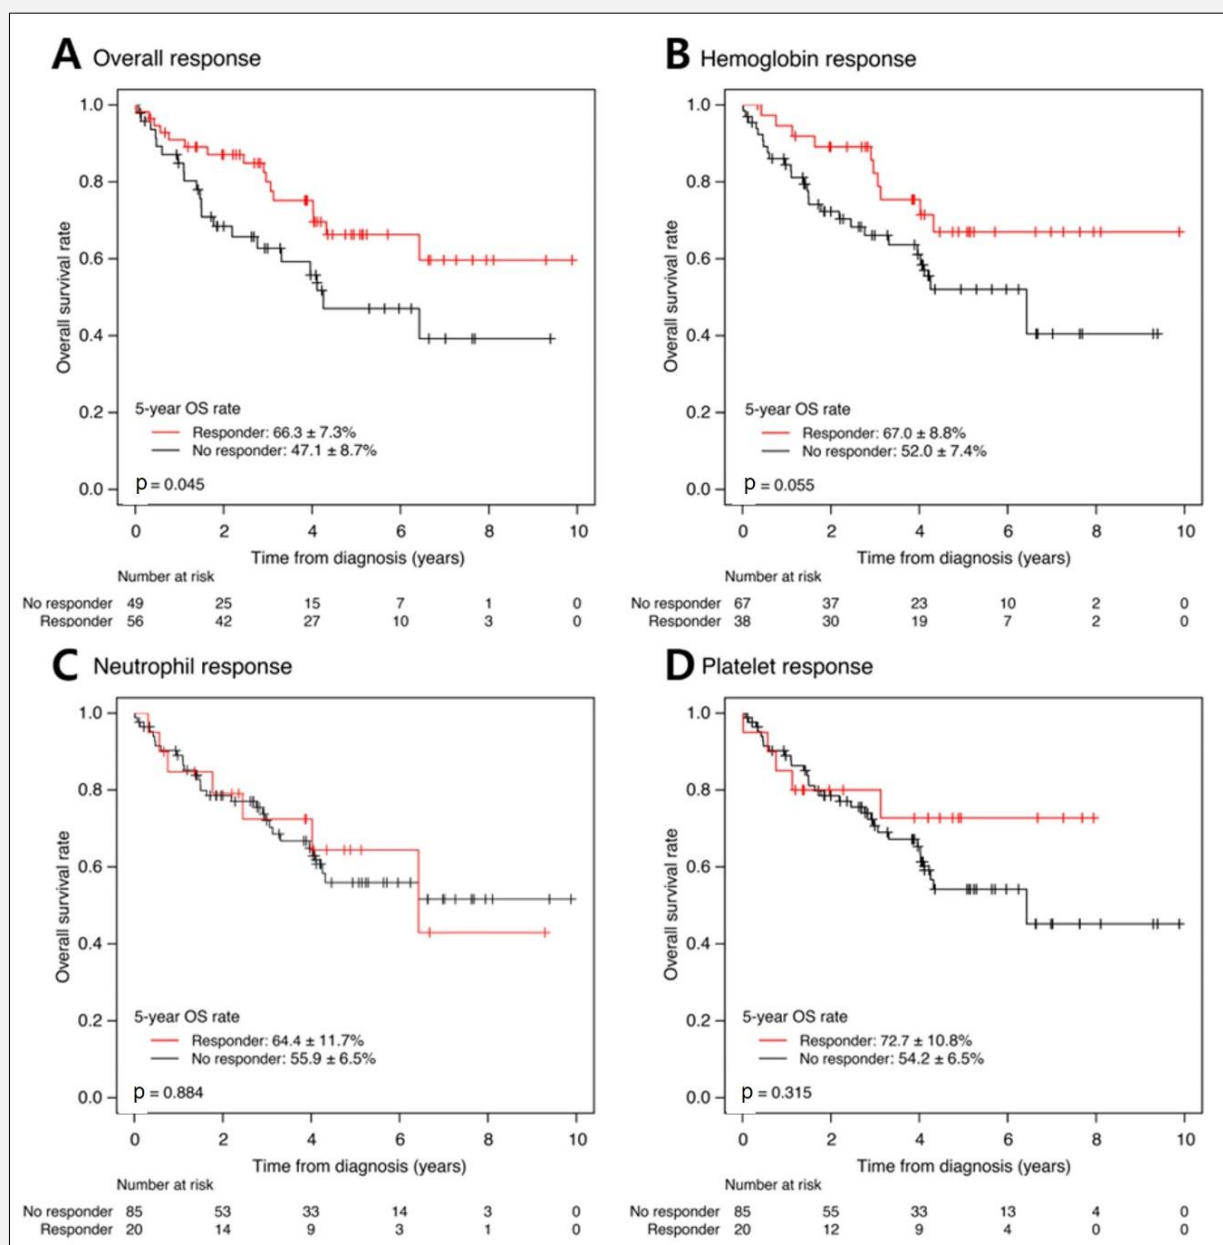 A Overall response
1.0
0.8
0.6
0.4
0.2
0.0
Overall survival rate
5-year OS rate
Responder: 66.3 ± 7.3%
No responder: 47.1 ± 8.7%
p = 0.045
0 2 4 6 8 10
Time from diagnosis (years)
Number at risk
No responder 49 25 15 7 1 0
Responder 56 42 27 10 3 0
B Hemoglobin response
1.0
0.8
0.6
0.4
0.2
0.0
Overall survival rate
5-year OS rate
Responder: 67.0 ± 8.8%
No responder: 52.0 ± 7.4%
p = 0.055
0 2 4 6 8 10
Time from diagnosis (years)
Number at risk
No responder 67 37 23 10 2 0
Responder 38 30 19 7 2 0
C Neutrophil response
1.0
0.8
0.6
0.4
0.2
0.0
Overall survival rate
5-year OS rate
Responder: 64.4 ± 11.7%
No responder: 55.9 ± 6.5%
p = 0.884
0 2 4 6 8 10
Time from diagnosis (years)
Number at risk
No responder 85 53 33 14 3 0
Responder 20 14 9 3 1 0
D Platelet response
1.0
0.8
0.6
0.4
0.2
0.0
Overall survival rate
5-year OS rate
Responder: 72.7 ± 10.8%
No responder: 54.2 ± 6.5%
p = 0.315
0 2 4 6 8 10
Time from diagnosis (years)
Number at risk
No responder 85 55 33 13 4 0
Responder 20 12 9 4 0 0